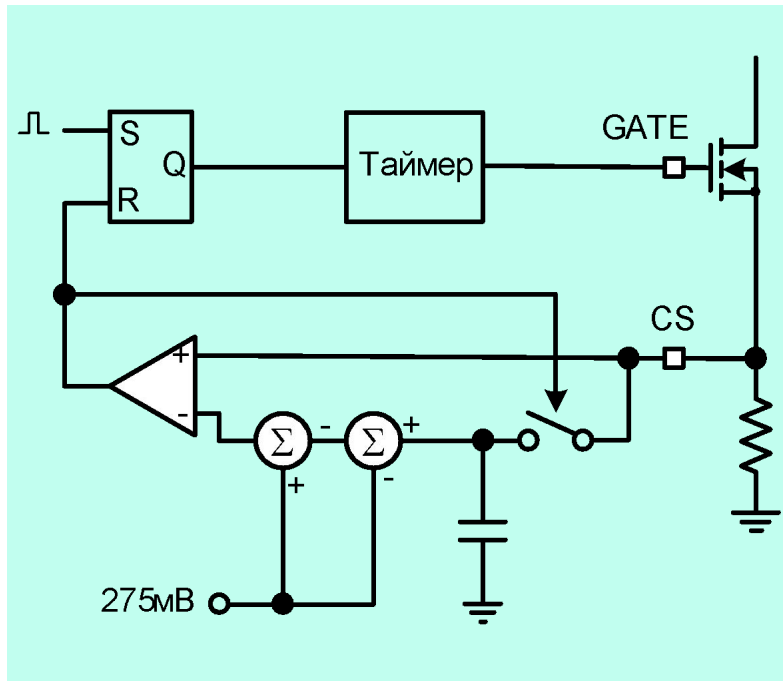 S
GATE
Q
Таймер
R
CS
+
-
Σ
-
Σ
+
+
-
275мВ